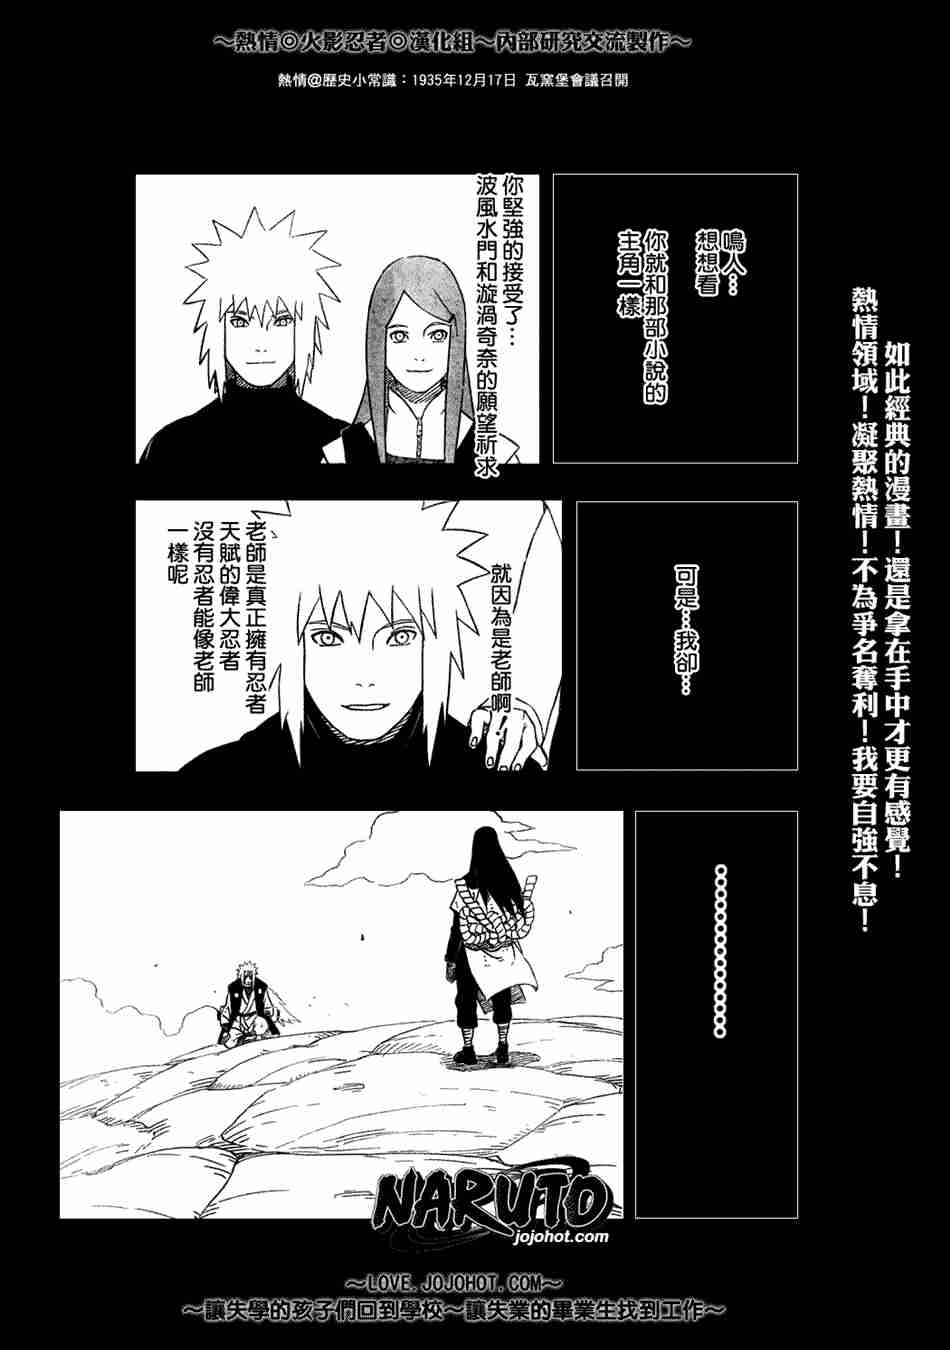 ～熱情◎火影忍者◎漢化組～內部研究交流製作～
熱情@歷史小常識：1935年12月17日 瓦窯堡會議召開
如此經典的漫畫！還是拿在手中才更有感覺！
熱情領域！凝聚熱情！不為爭名奪利！我要自強不息！
鳴人…
想想看
你就和那部小說的
主角一樣
你堅強的接受了…
波風水門和漩渦奇奈的願望祈求
可是…我卻…
就因為是老師啊！
老師是真正擁有忍者
天賦的偉大忍者
沒有忍者能像老師
一樣呢
………………
NARUTO
jojohot.com
～LOVE.JOJOHOT.COM～
～讓失學的孩子們回到學校～讓失業的畢業生找到工作～